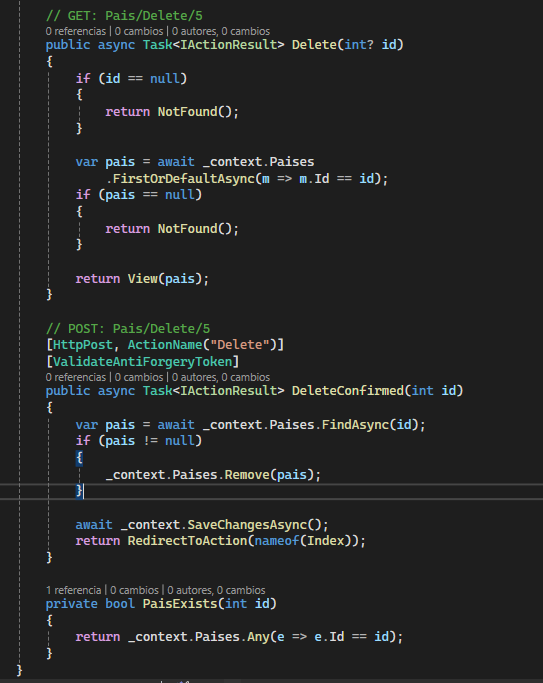 // GET: Pais/Delete/5
0 referencias | 0 cambios | 0 autores, 0 cambios
public async Task<IActionResult> Delete(int? id)
{
if (id == null)
{
return NotFound();
}
var pais = await _context.Paises
.FirstOrDefaultAsync(m => m.Id == id);
if (pais == null)
{
return NotFound();
}
return View(pais);
}
// POST: Pais/Delete/5
[HttpPost, ActionName("Delete")]
[ValidateAntiForgeryToken]
0 referencias | 0 cambios | 0 autores, 0 cambios
public async Task<IActionResult> DeleteConfirmed(int id)
{
var pais = await _context.Paises.FindAsync(id);
if (pais != null)
{
_context.Paises.Remove(pais);
}
await _context.SaveChangesAsync();
return RedirectToAction(nameof(Index));
}
1 referencia | 0 cambios | 0 autores, 0 cambios
private bool PaisExists(int id)
{
return _context.Paises.Any(e => e.Id == id);
}
}